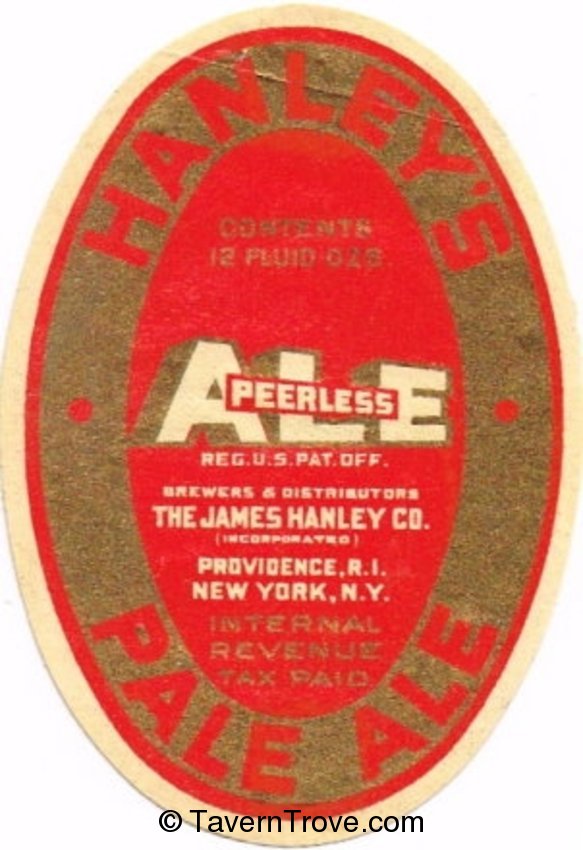 HANLEY'S
CONTENTS
12 FLUID OZS.
ALE
PEERLESS
REG.U.S.PAT.OFF.
BREWERS & DISTRIBUTORS
THE JAMES HANLEY CO.
(INCORPORATED)
PROVIDENCE, R.I.
NEW YORK, N.Y.
INTERNAL
REVENUE
TAX PAID
PALE ALE
© TavernTrove.com